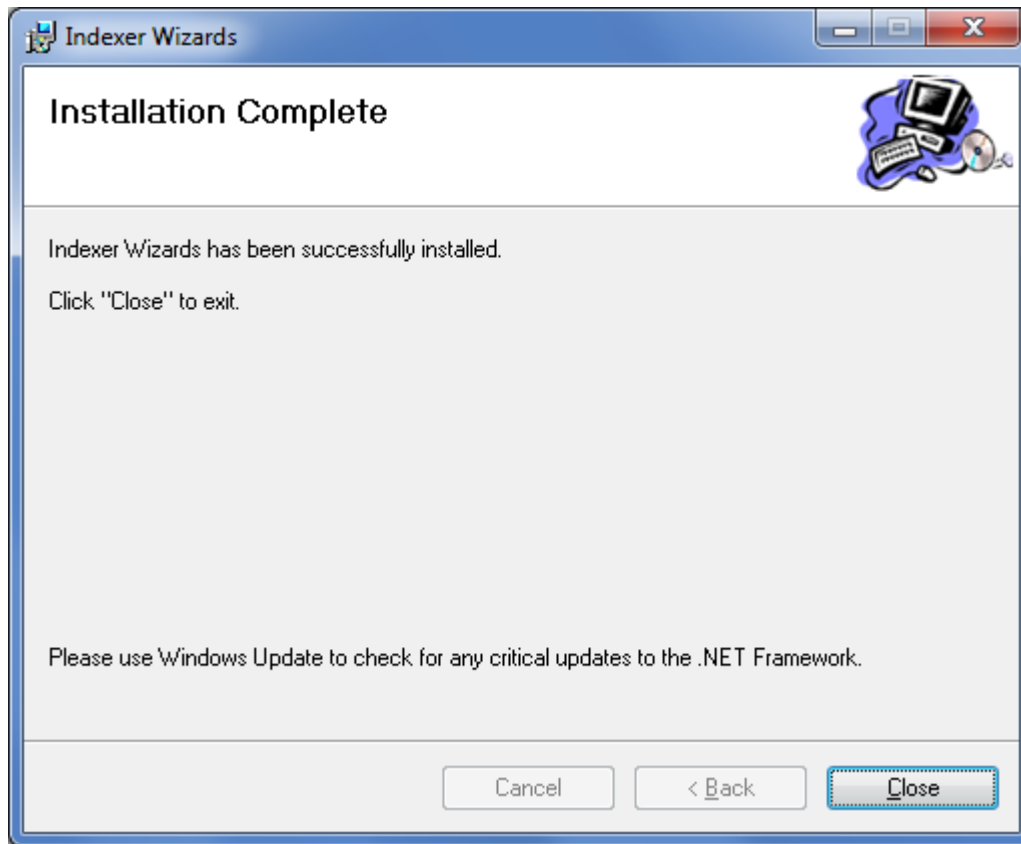 Indexer Wizards
Installation Complete
Indexer Wizards has been successfully installed.
Click "Close" to exit.
Please use Windows Update to check for any critical updates to the .NET Framework.
Cancel
< Back
Close